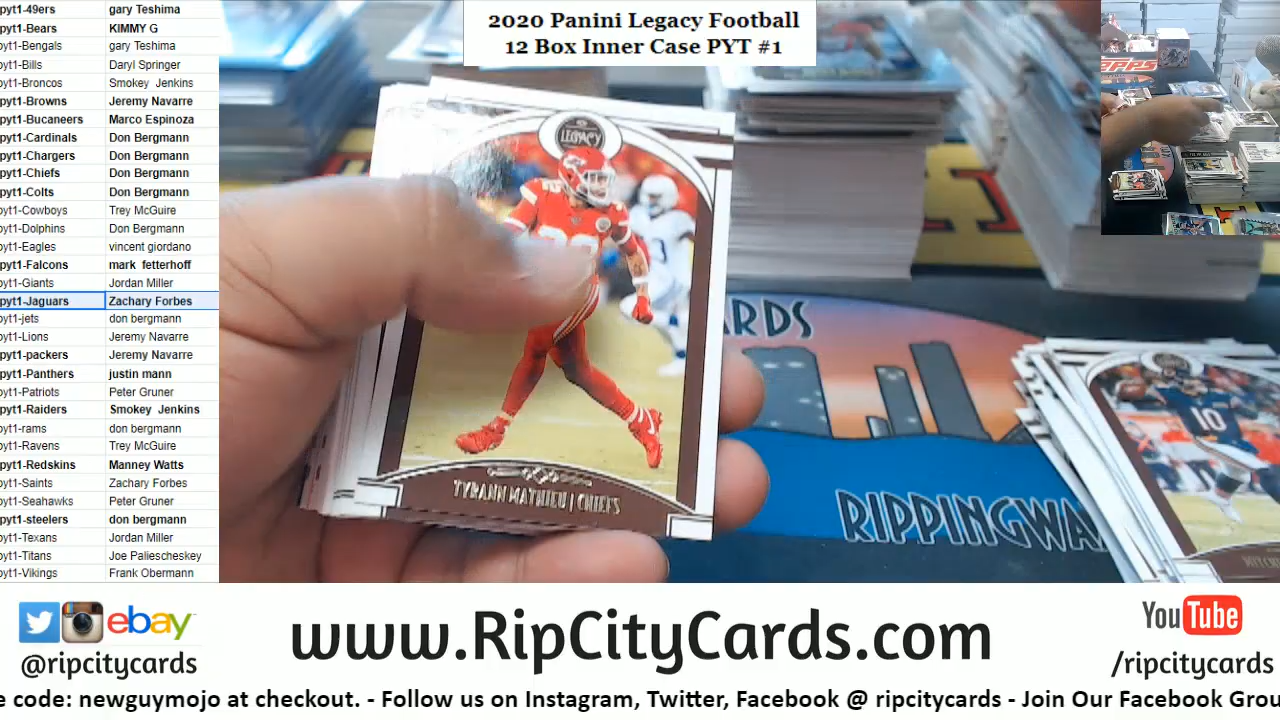 pyt1-49ers gary Teshima
pyt1-Bears KIMMY G
pyt1-Bengals gary Teshima
pyt1-Bills Daryl Springer
pyt1-Broncos Smokey Jenkins
pyt1-Browns Jeremy Navarre
pyt1-Bucaneers Marco Espinoza
pyt1-Cardinals Don Bergmann
pyt1-Chargers Don Bergmann
pyt1-Chiefs Don Bergmann
pyt1-Colts Don Bergmann
pyt1-Cowboys Trey McGuire
pyt1-Dolphins Don Bergmann
pyt1-Eagles vincent giordano
pyt1-Falcons mark fetterhoff
pyt1-Giants Jordan Miller
pyt1-Jaguars Zachary Forbes
pyt1-jets don bergmann
pyt1-Lions Jeremy Navarre
pyt1-packers Jeremy Navarre
pyt1-Panthers justin mann
pyt1-Patriots Peter Gruner
pyt1-Raiders Smokey Jenkins
pyt1-rams don bergmann
pyt1-Ravens Trey McGuire
pyt1-Redskins Manney Watts
pyt1-Saints Zachary Forbes
pyt1-Seahawks Peter Gruner
pyt1-steelers don bergmann
pyt1-Texans Jordan Miller
pyt1-Titans Joe Paliescheskey
pyt1-Vikings Frank Obermann
2020 Panini Legacy Football
12 Box Inner Case PYT #1
LEGACY
TYRANN MATHIEU | CHIEFS
ARDS
RIPPINGWA
10
TOPPS
ebay
@ripcitycards
www.RipCityCards.com
YouTube
/ripcitycards
e code: newguymojo at checkout. - Follow us on Instagram, Twitter, Facebook @ ripcitycards - Join Our Facebook Grou